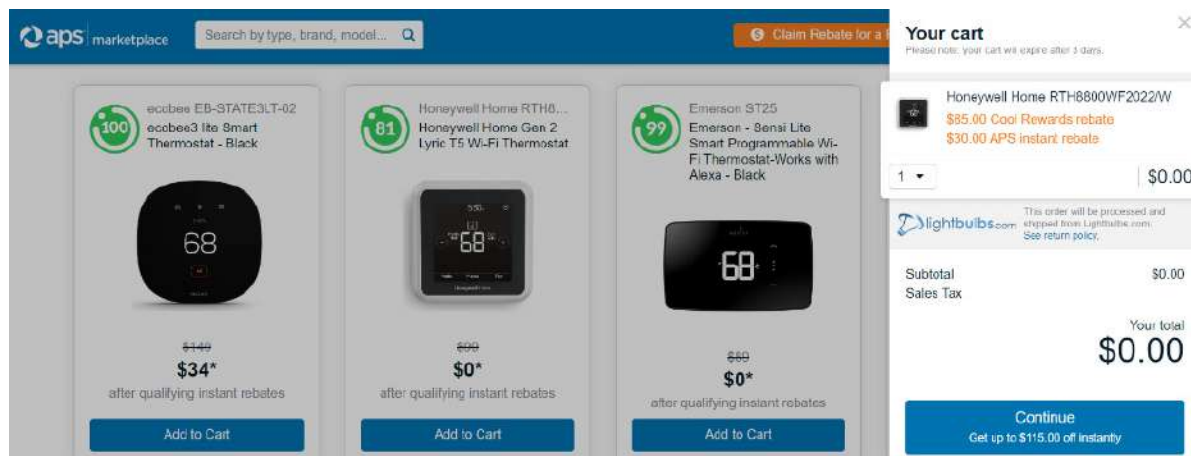 aps marketplace
Search by type, brand, model...
Claim Rebate for a
100
ecobee EB-STATE3LT-02
ecobee3 lite Smart
Thermostat - Black
68
$149
$34*
after qualifying instant rebates
Add to Cart
81
Honeywell Home RTH8...
Honeywell Home Gen 2
Lyric T5 Wi-Fi Thermostat
68
$99
$0*
after qualifying instant rebates
Add to Cart
99
Emerson ST25
Emerson - Sensi Lite
Smart Programmable Wi-
Fi Thermostat-Works with
Alexa - Black
68
$0*
after qualifying instant rebates
Add to Cart
Your cart
Please note: your cart will expire after 3 days.
Honeywell Home RTH8800WF2022/W
$85.00 Cool Rewards rebate
$30.00 APS instant rebate
1
$0.00
lightbulbs.com
This order will be processed and
shipped from Lightbulbs.com.
See return policy.
Subtotal
$0.00
Sales Tax
Your total
$0.00
Continue
Get up to $115.00 off instantly